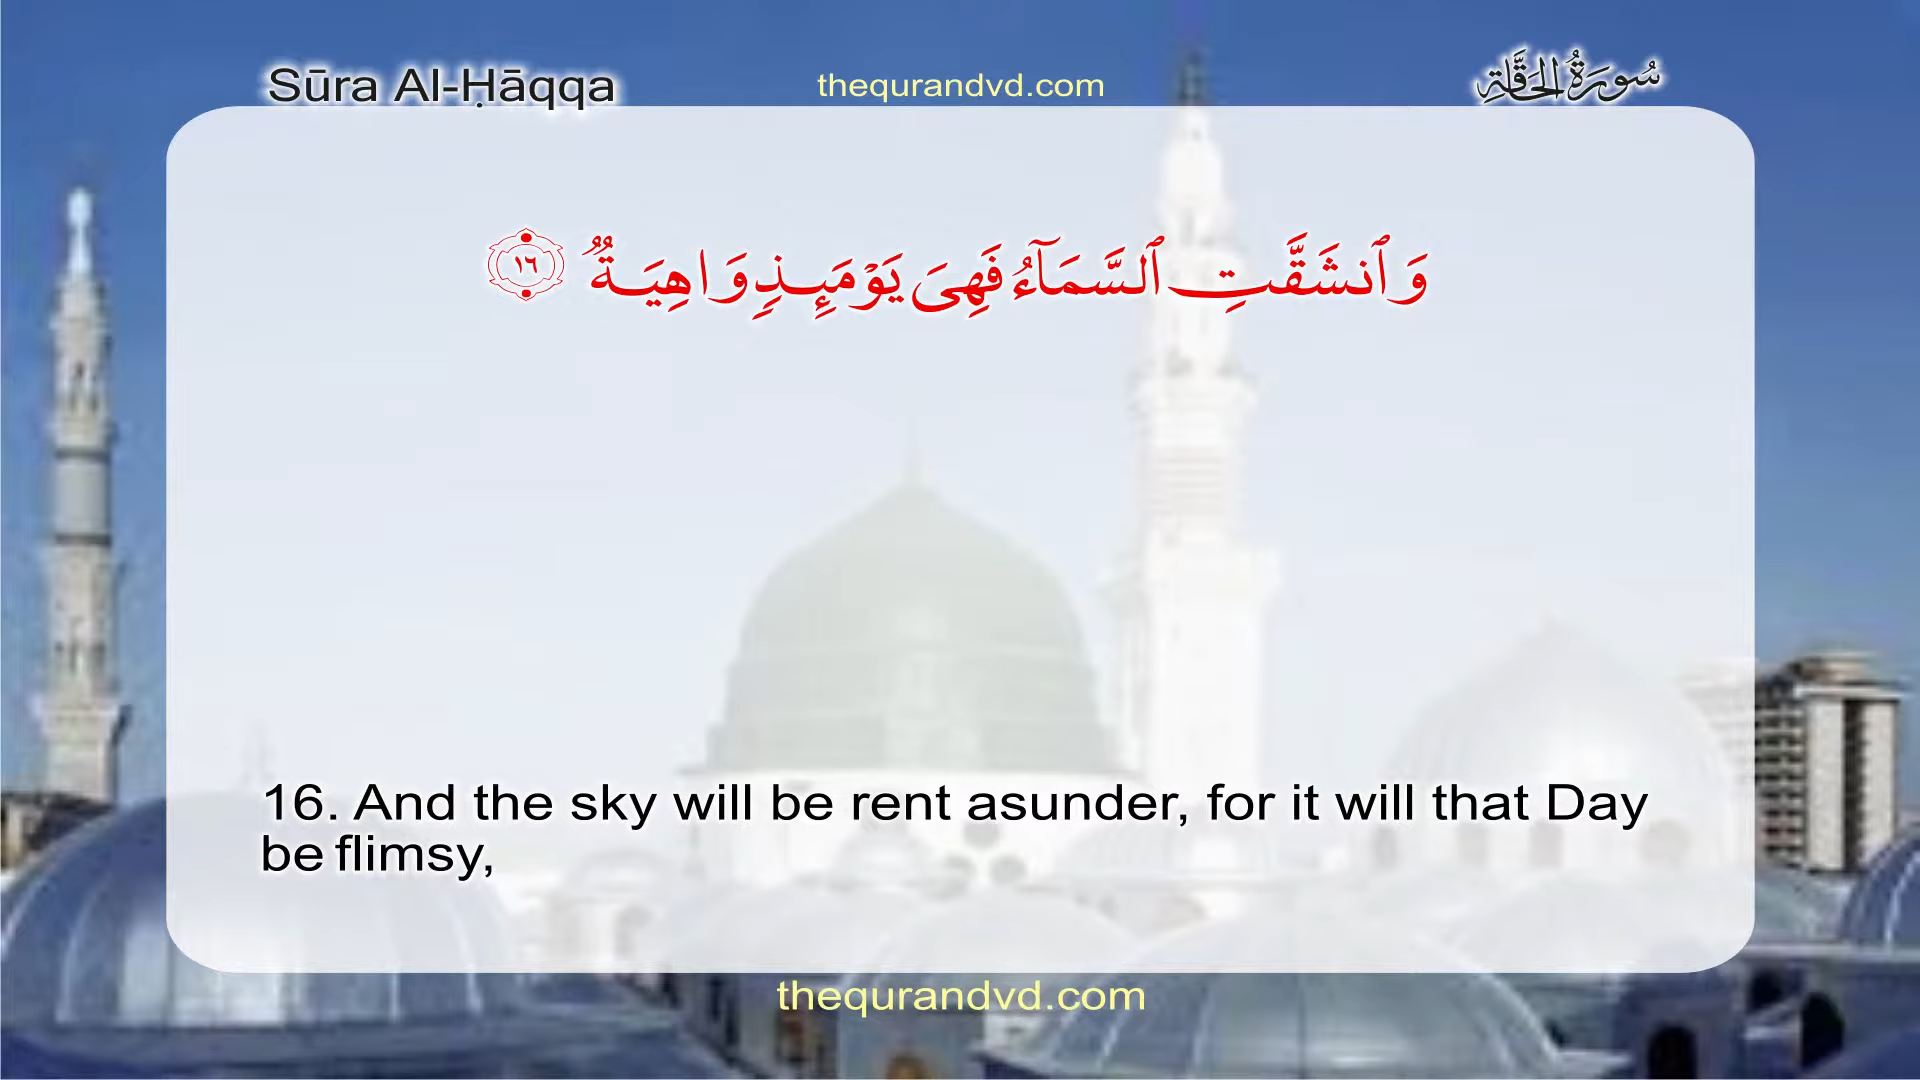 Sūra Al-Ḥāqqa
thequrandvd.com
سُورَةُ الحَاقَّةِ
وَٱنشَقَّتِ ٱلسَّمَآءُ فَهِىَ يَوْمَئِذٍ وَاهِيَةٌ ١٦
16. And the sky will be rent asunder, for it will that Day
be flimsy,
thequrandvd.com